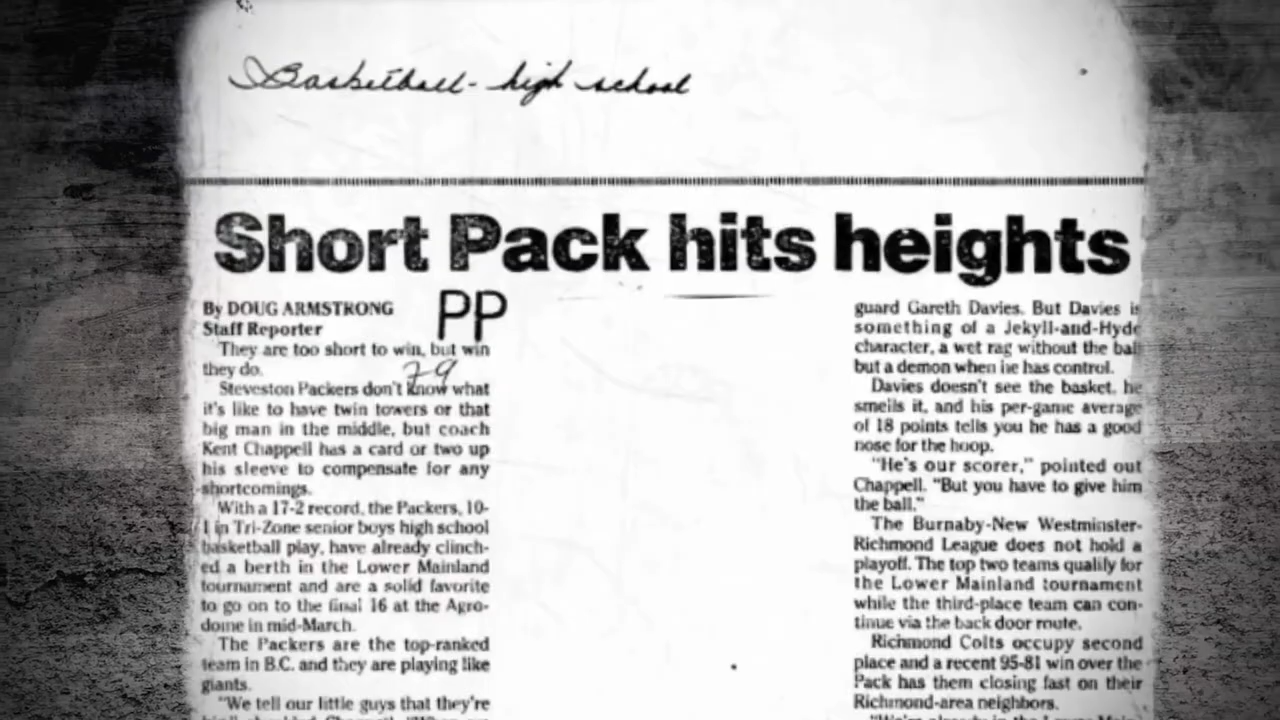 Basketball - high school
Short Pack hits heights
By DOUG ARMSTRONG
Staff Reporter
PP
79
They are too short to win, but win
they do.
Steveston Packers don't know what
it's like to have twin towers or that
big man in the middle, but coach
Kent Chappell has a card or two up
his sleeve to compensate for any
shortcomings.
With a 17-2 record, the Packers, 10-
1 in Tri-Zone senior boys high school
basketball play, have already clinch-
ed a berth in the Lower Mainland
tournament and are a solid favorite
to go on to the final 16 at the Agro-
dome in mid-March.
The Packers are the top-ranked
team in B.C. and they are playing like
giants.
"We tell our little guys that they're
guard Gareth Davies. But Davies is
something of a Jekyll-and-Hyde
character, a wet rag without the ball
but a demon when he has control.
Davies doesn't see the basket, he
smells it, and his per-game average
of 18 points tells you he has a good
nose for the hoop.
"He's our scorer," pointed out
Chappell. "But you have to give him
the ball."
The Burnaby-New Westminster-
Richmond League does not hold a
playoff. The top two teams qualify for
the Lower Mainland tournament
while the third-place team can con-
tinue via the back door route.
Richmond Colts occupy second
place and a recent 95-81 win over the
Pack has them closing fast on their
Richmond-area neighbors.